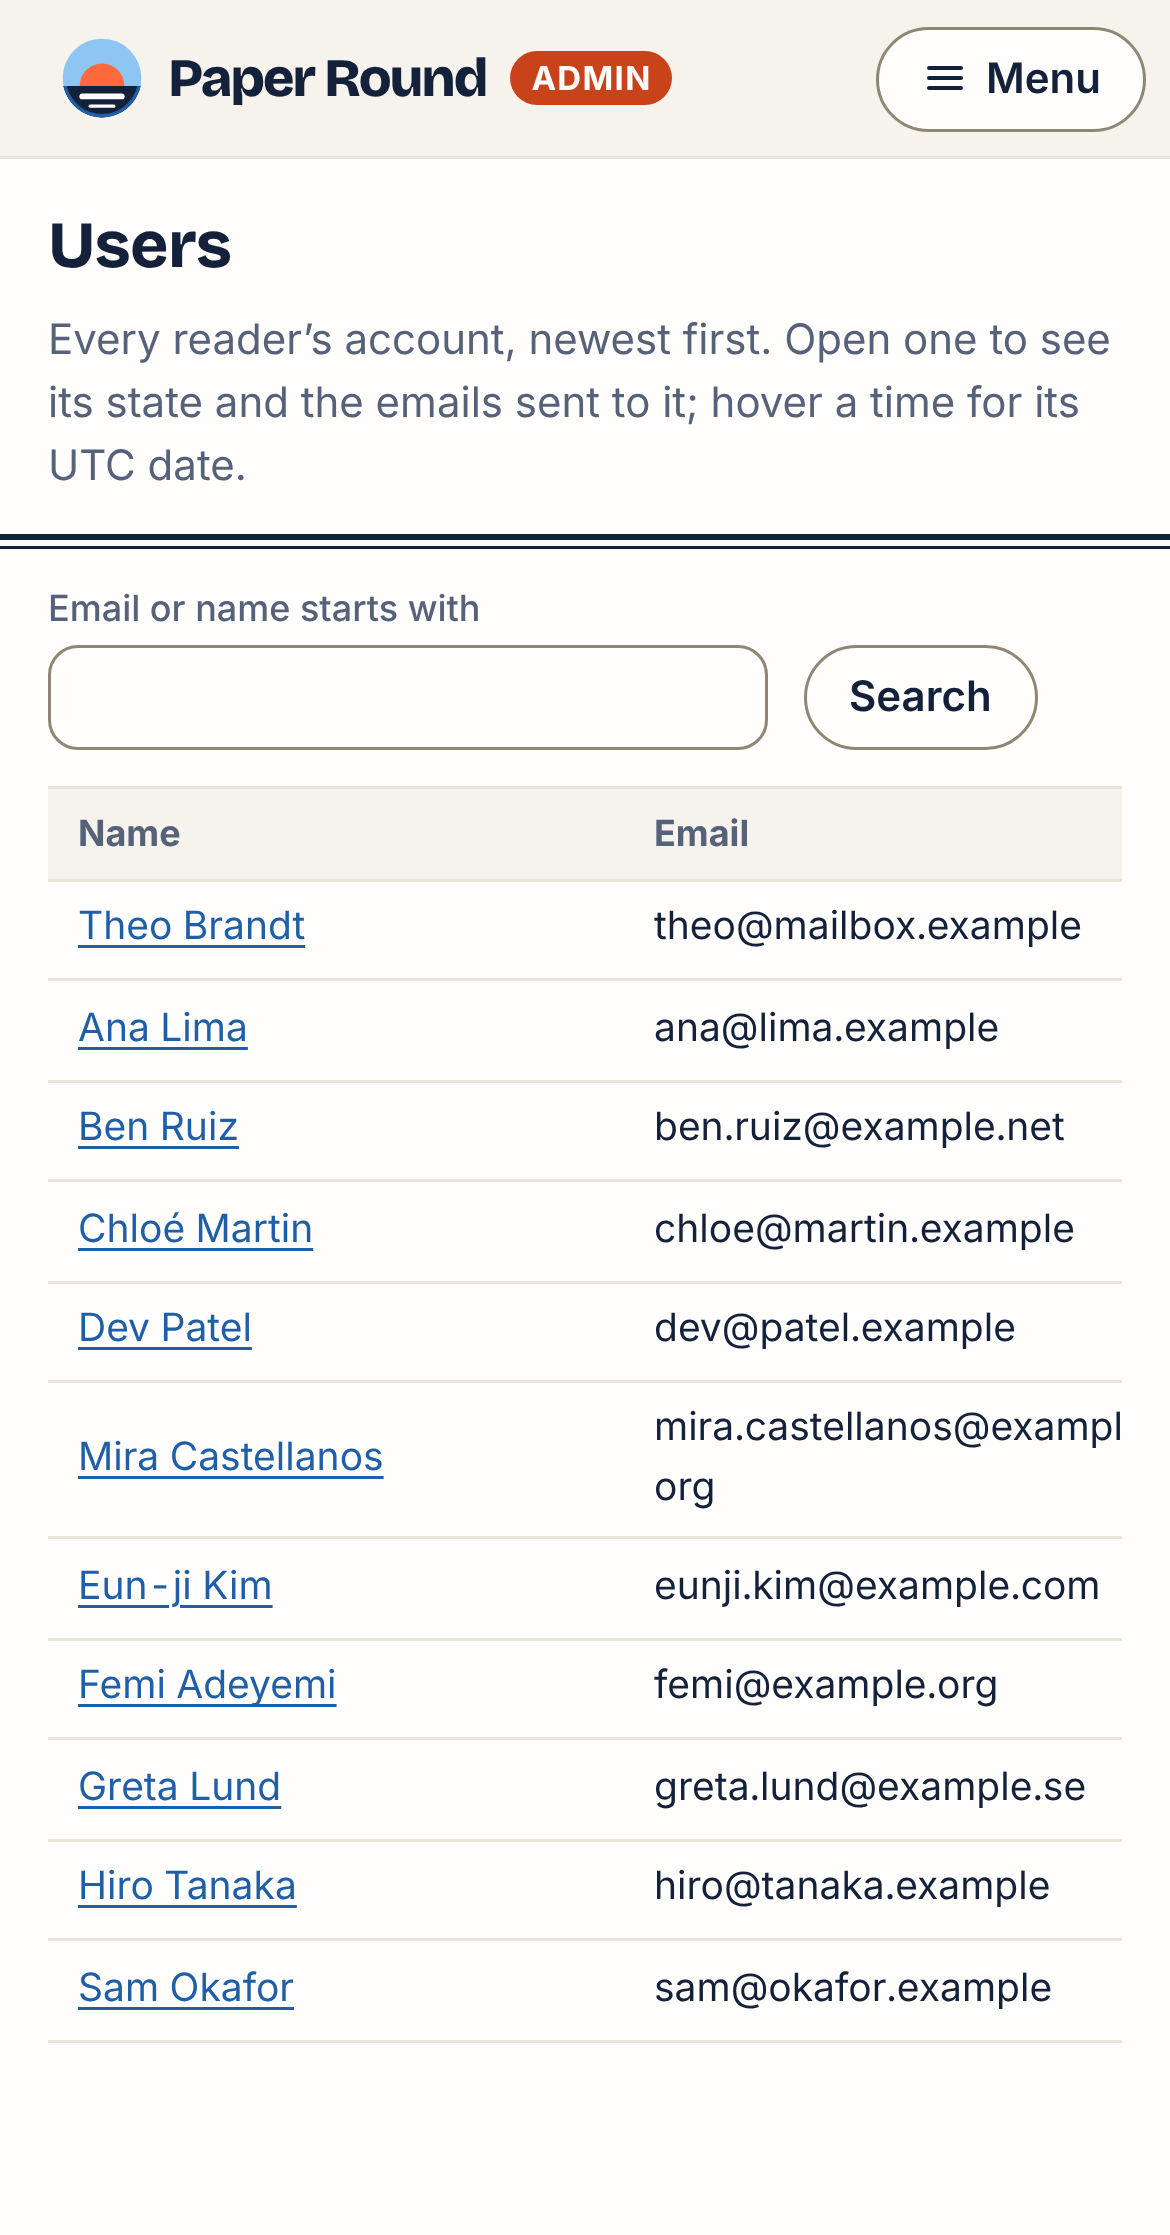 Paper Round ADMIN
Menu
Users
Every reader’s account, newest first. Open one to see
its state and the emails sent to it; hover a time for its
UTC date.
Email or name starts with
Search
Name Email
Theo Brandt theo@mailbox.example
Ana Lima ana@lima.example
Ben Ruiz ben.ruiz@example.net
Chloé Martin chloe@martin.example
Dev Patel dev@patel.example
Mira Castellanos mira.castellanos@exampl
org
Eun-ji Kim eunji.kim@example.com
Femi Adeyemi femi@example.org
Greta Lund greta.lund@example.se
Hiro Tanaka hiro@tanaka.example
Sam Okafor sam@okafor.example